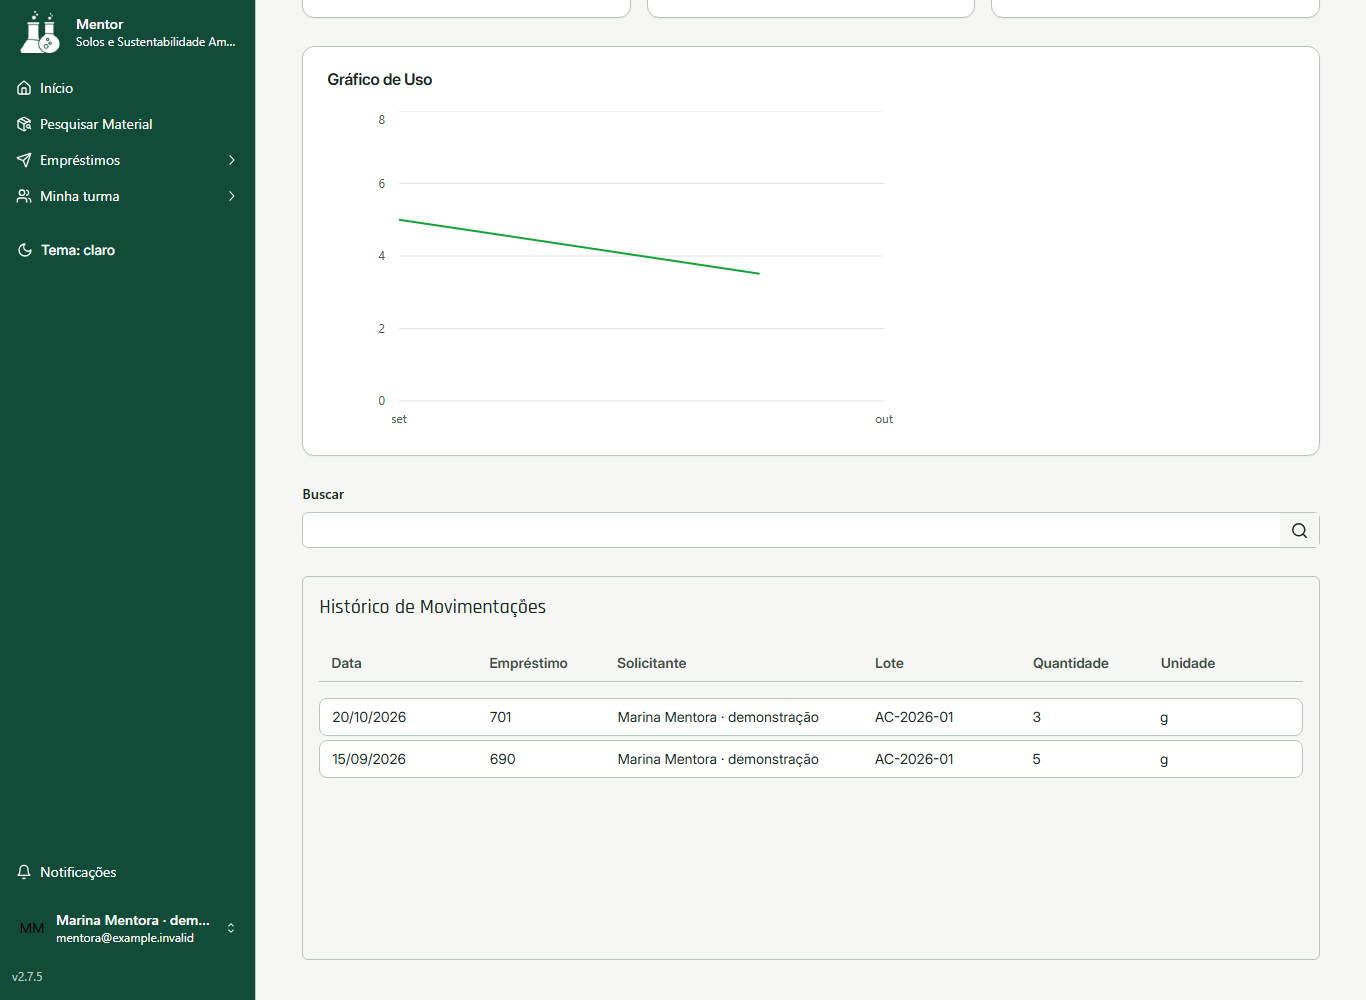 Mentor
Solos e Sustentabilidade Am...
Início
Pesquisar Material
Empréstimos
Minha turma
Tema: claro
Notificações
MM
Marina Mentora · dem...
mentora@example.invalid
v2.7.5
Gráfico de Uso
8
6
4
2
0
set out
Buscar
Histórico de Movimentações
Data Empréstimo Solicitante Lote Quantidade Unidade
20/10/2026 701 Marina Mentora · demonstração AC-2026-01 3 g
15/09/2026 690 Marina Mentora · demonstração AC-2026-01 5 g